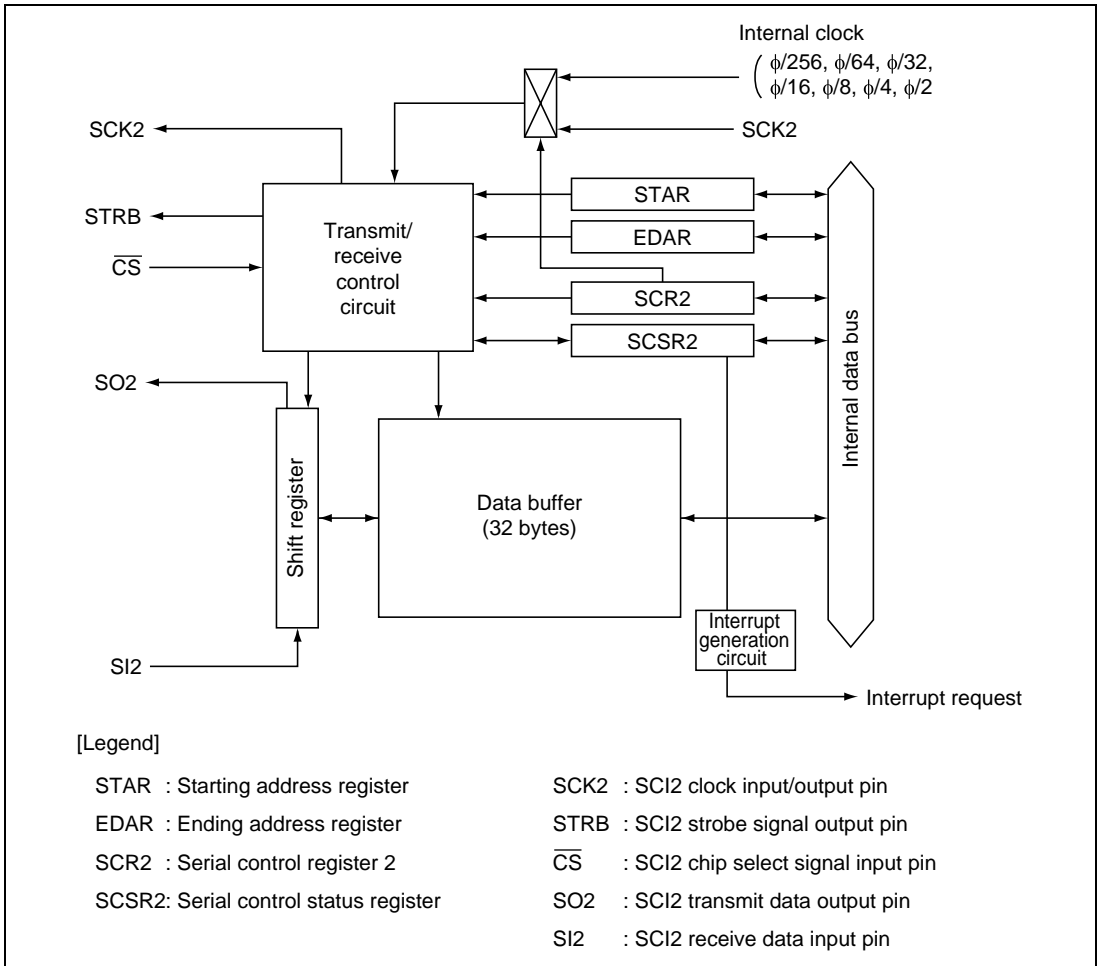 Internal clock
( ϕ/256, ϕ/64, ϕ/32,
ϕ/16, ϕ/8, ϕ/4, ϕ/2
SCK2
SCK2
STAR
STRB
Transmit/
receive
control
circuit
EDAR
C̅S̅
SCR2
SCSR2
SO2
Internal data bus
Shift register
Data buffer
(32 bytes)
Interrupt
generation
circuit
SI2
Interrupt request
[Legend]
STAR : Starting address register
EDAR : Ending address register
SCR2 : Serial control register 2
SCSR2: Serial control status register
SCK2 : SCI2 clock input/output pin
STRB : SCI2 strobe signal output pin
C̅S̅ : SCI2 chip select signal input pin
SO2 : SCI2 transmit data output pin
SI2 : SCI2 receive data input pin